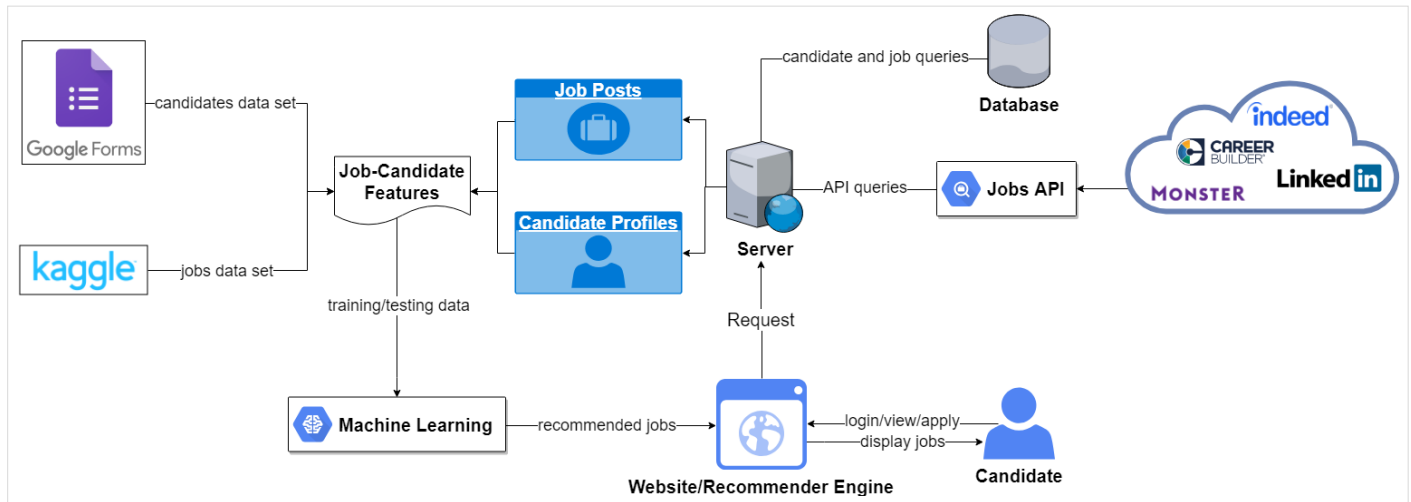 candidates data set
Google Forms
kaggle
jobs data set
Job-Candidate
Features
training/testing data
Machine Learning
recommended jobs
Job Posts
Candidate Profiles
candidate and job queries
Database
Server
API queries
Jobs API
indeed
CAREER
BUILDER
MONSTER
Linked in
Request
Website/Recommender Engine
login/view/apply
display jobs
Candidate